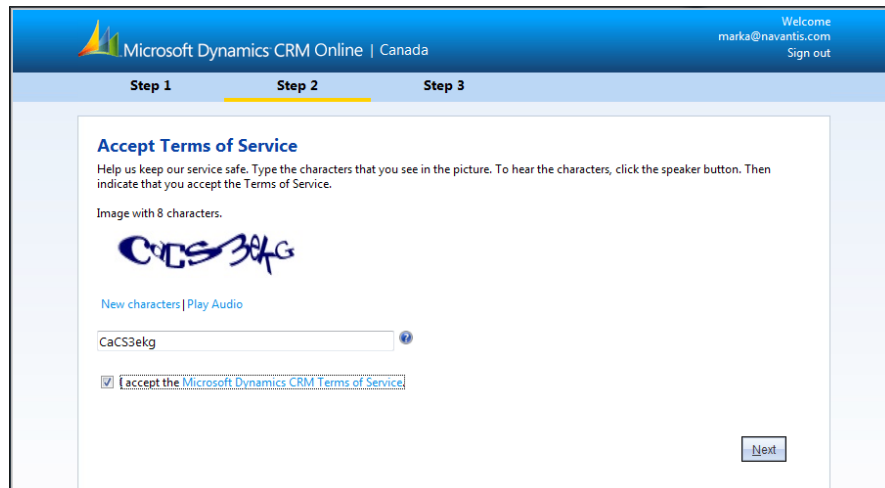 Microsoft Dynamics CRM Online | Canada
Welcome
marka@navantis.com
Sign out
Step 1 Step 2 Step 3
Accept Terms of Service
Help us keep our service safe. Type the characters that you see in the picture. To hear the characters, click the speaker button. Then
indicate that you accept the Terms of Service.
Image with 8 characters.
New characters | Play Audio
CaCS3ekg
I accept the Microsoft Dynamics CRM Terms of Service.
Next